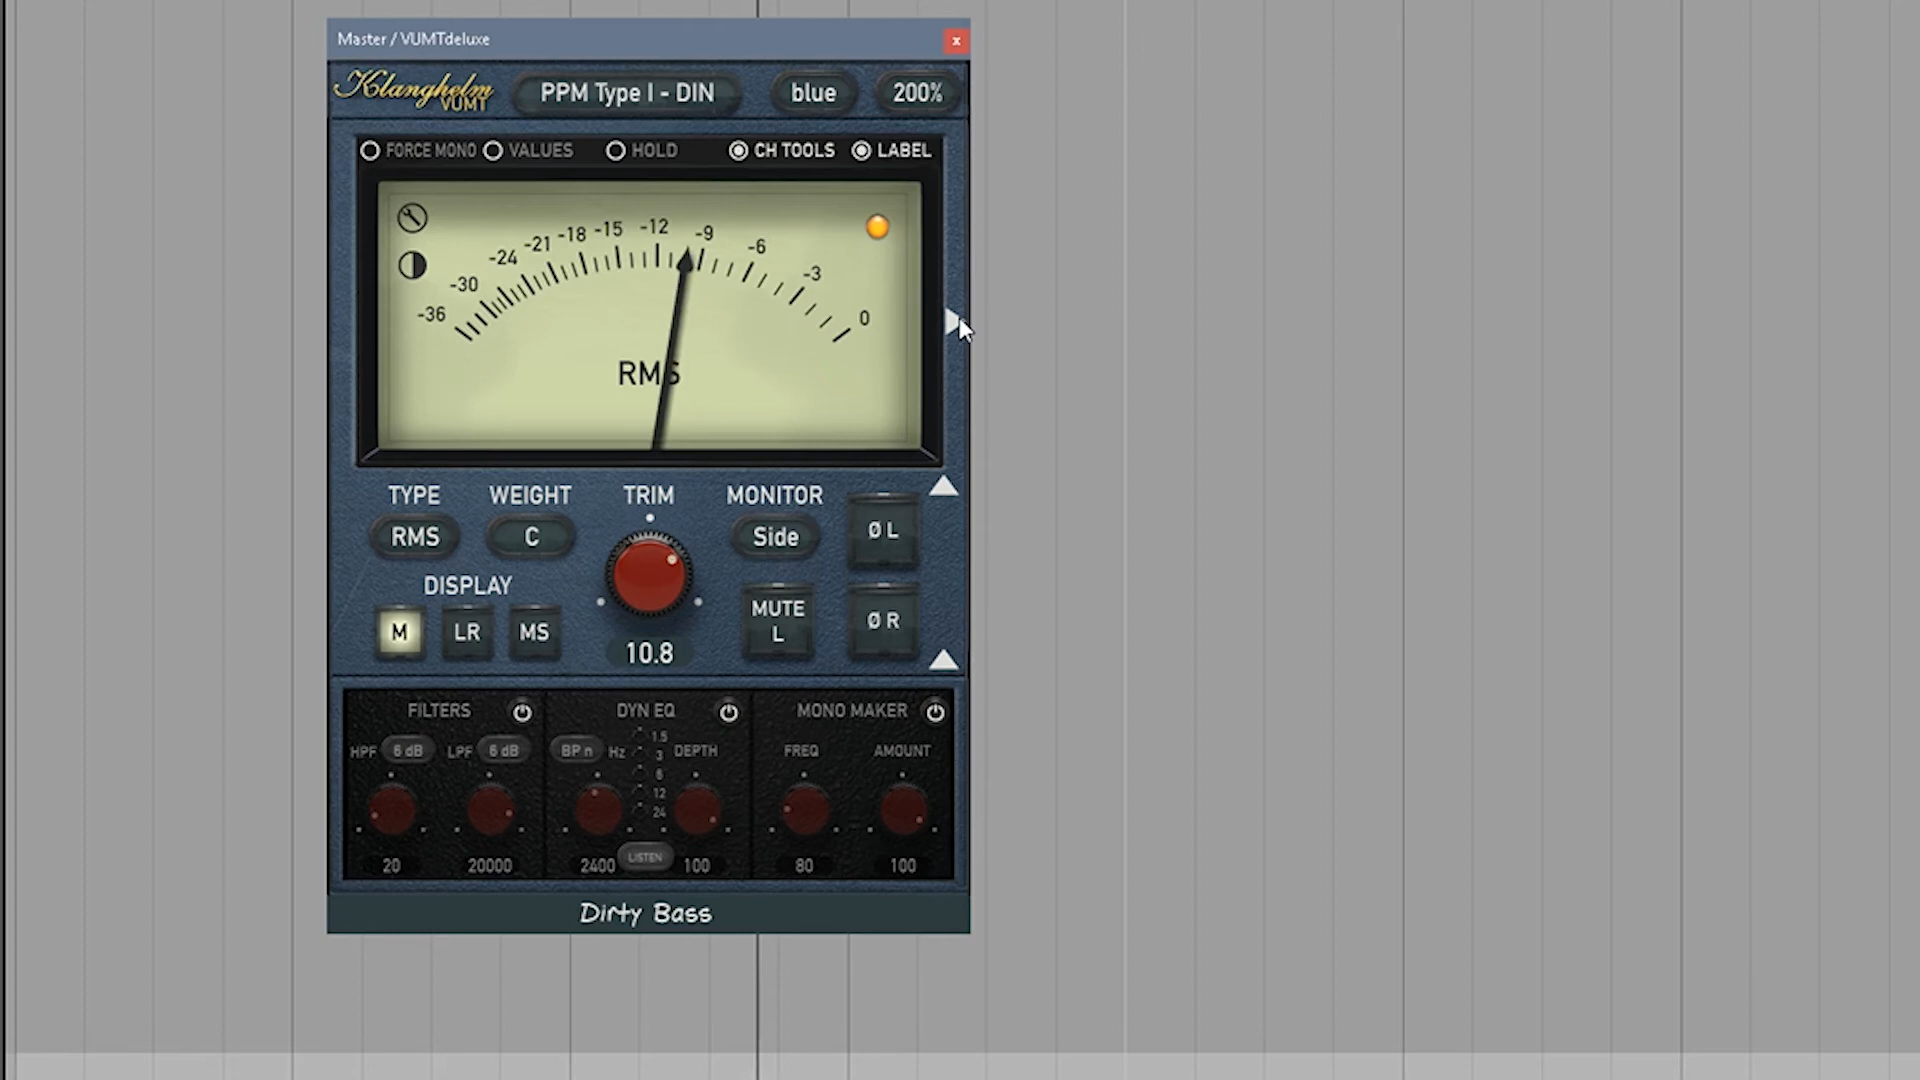 Master / VUMTdeluxe
x
Klanghelm
VUMT
PPM Type I - DIN
blue
200%
FORCE MONO
VALUES
HOLD
CH TOOLS
LABEL
-36
-30
-24
-21
-18
-15
-12
-9
-6
-3
0
RMS
TYPE
WEIGHT
TRIM
MONITOR
RMS
C
Side
Ø L
DISPLAY
M
LR
MS
10.8
MUTE
L
Ø R
FILTERS
DYN EQ
MONO MAKER
HPF
6 dB
LPF
6 dB
BP n
Hz
1.5
3
6
12
24
DEPTH
FREQ
AMOUNT
20
20000
2400
LISTEN
100
80
100
Dirty Bass